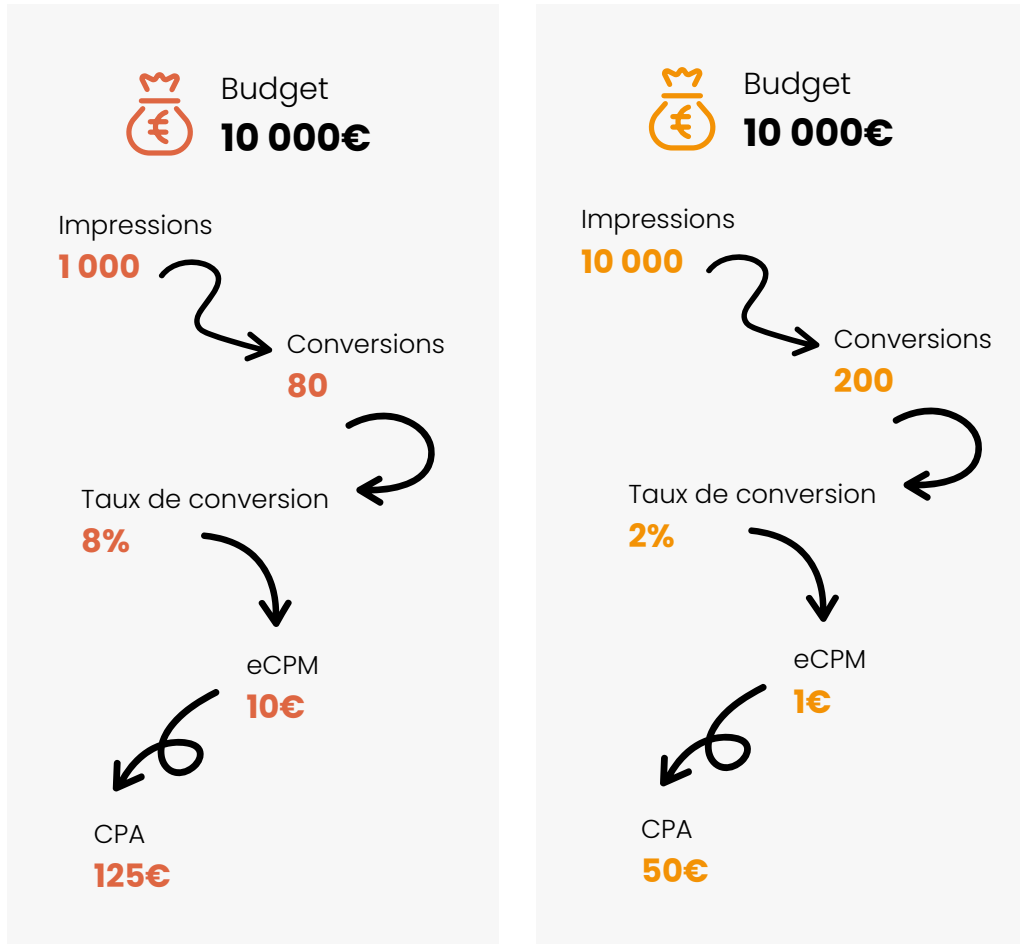 Budget
10 000€
Impressions
1 000
Conversions
80
Taux de conversion
8%
eCPM
10€
CPA
125€
Budget
10 000€
Impressions
10 000
Conversions
200
Taux de conversion
2%
eCPM
1€
CPA
50€